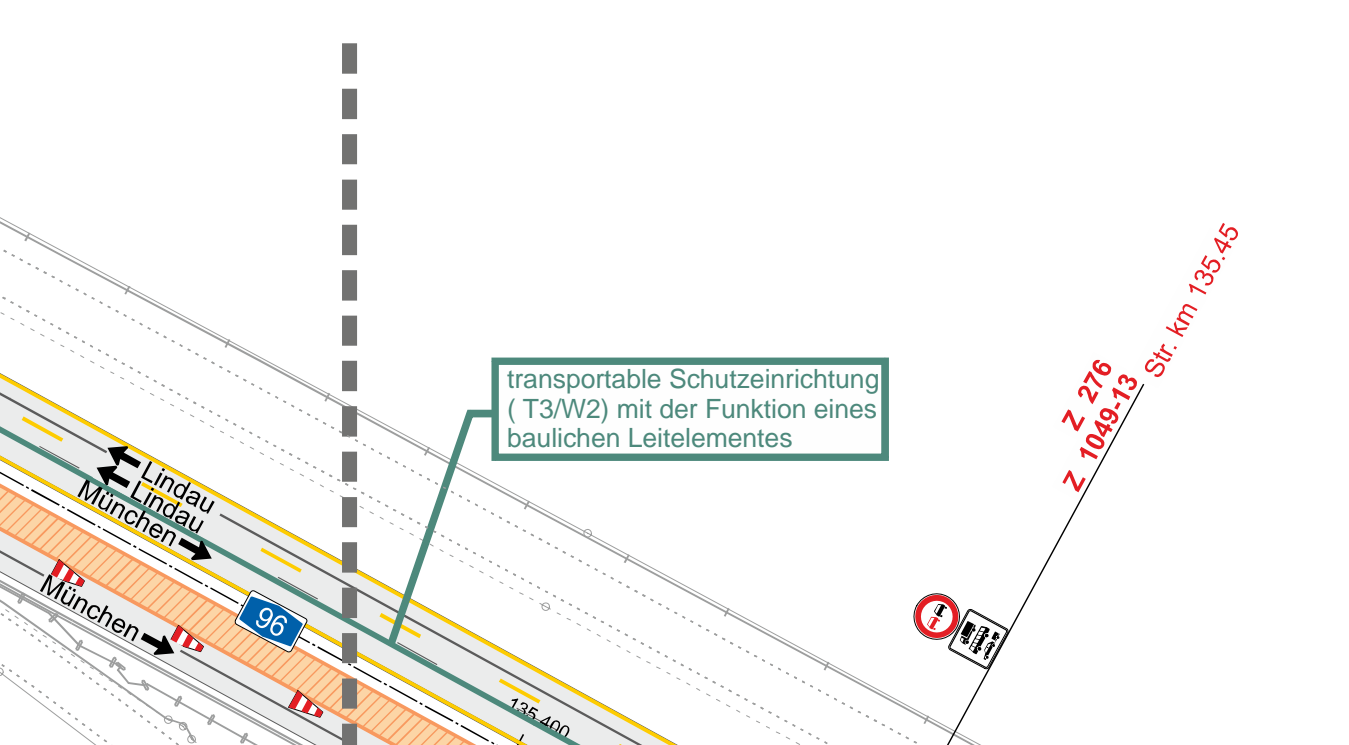 Str. km 135.45
Z 276
Z 1049-13
transportable Schutzeinrichtung
( T3/W2) mit der Funktion eines
baulichen Leitelementes
Lindau
Lindau
München
München
96
135.400